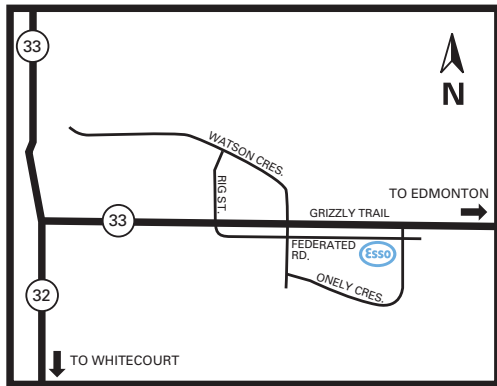 33
N
WATSON CRES.
RIG ST.
TO EDMONTON
GRIZZLY TRAIL
33
FEDERATED
RD.
Esso
ONELY CRES.
32
TO WHITECOURT